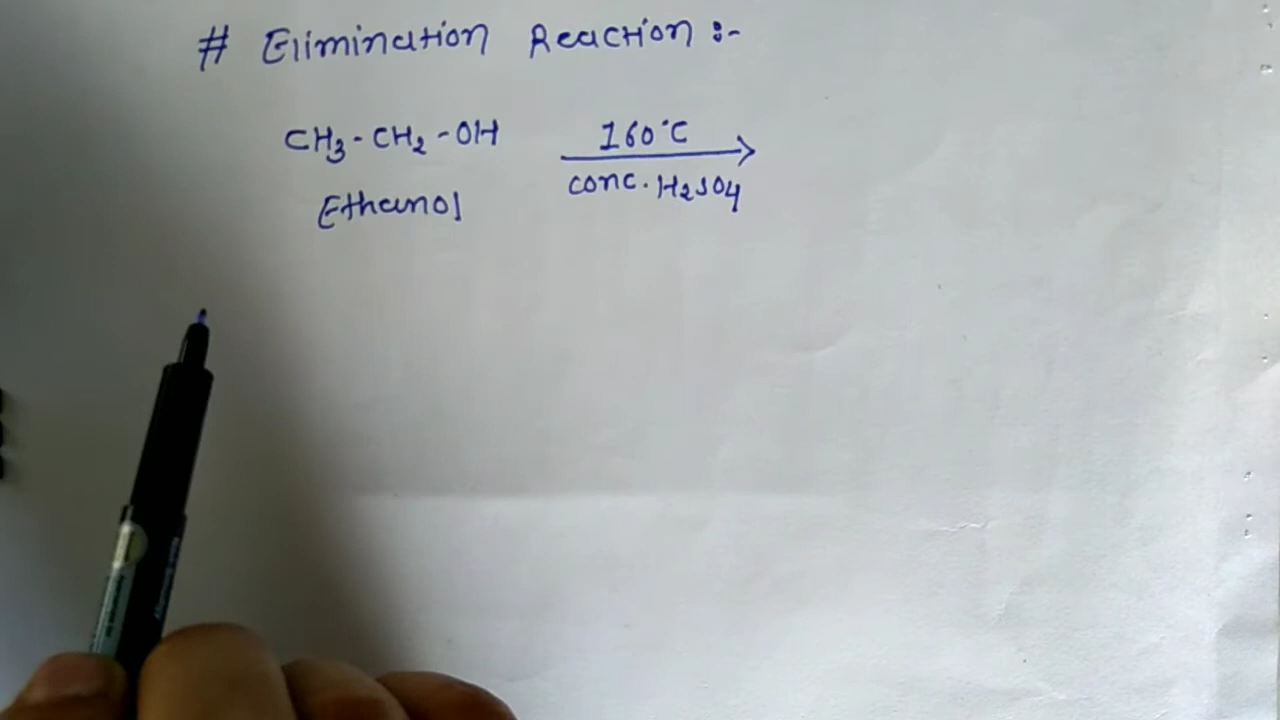 # Elimination Reaction :-
CH3-CH2-OH 160°C
Ethanol conc. H2SO4